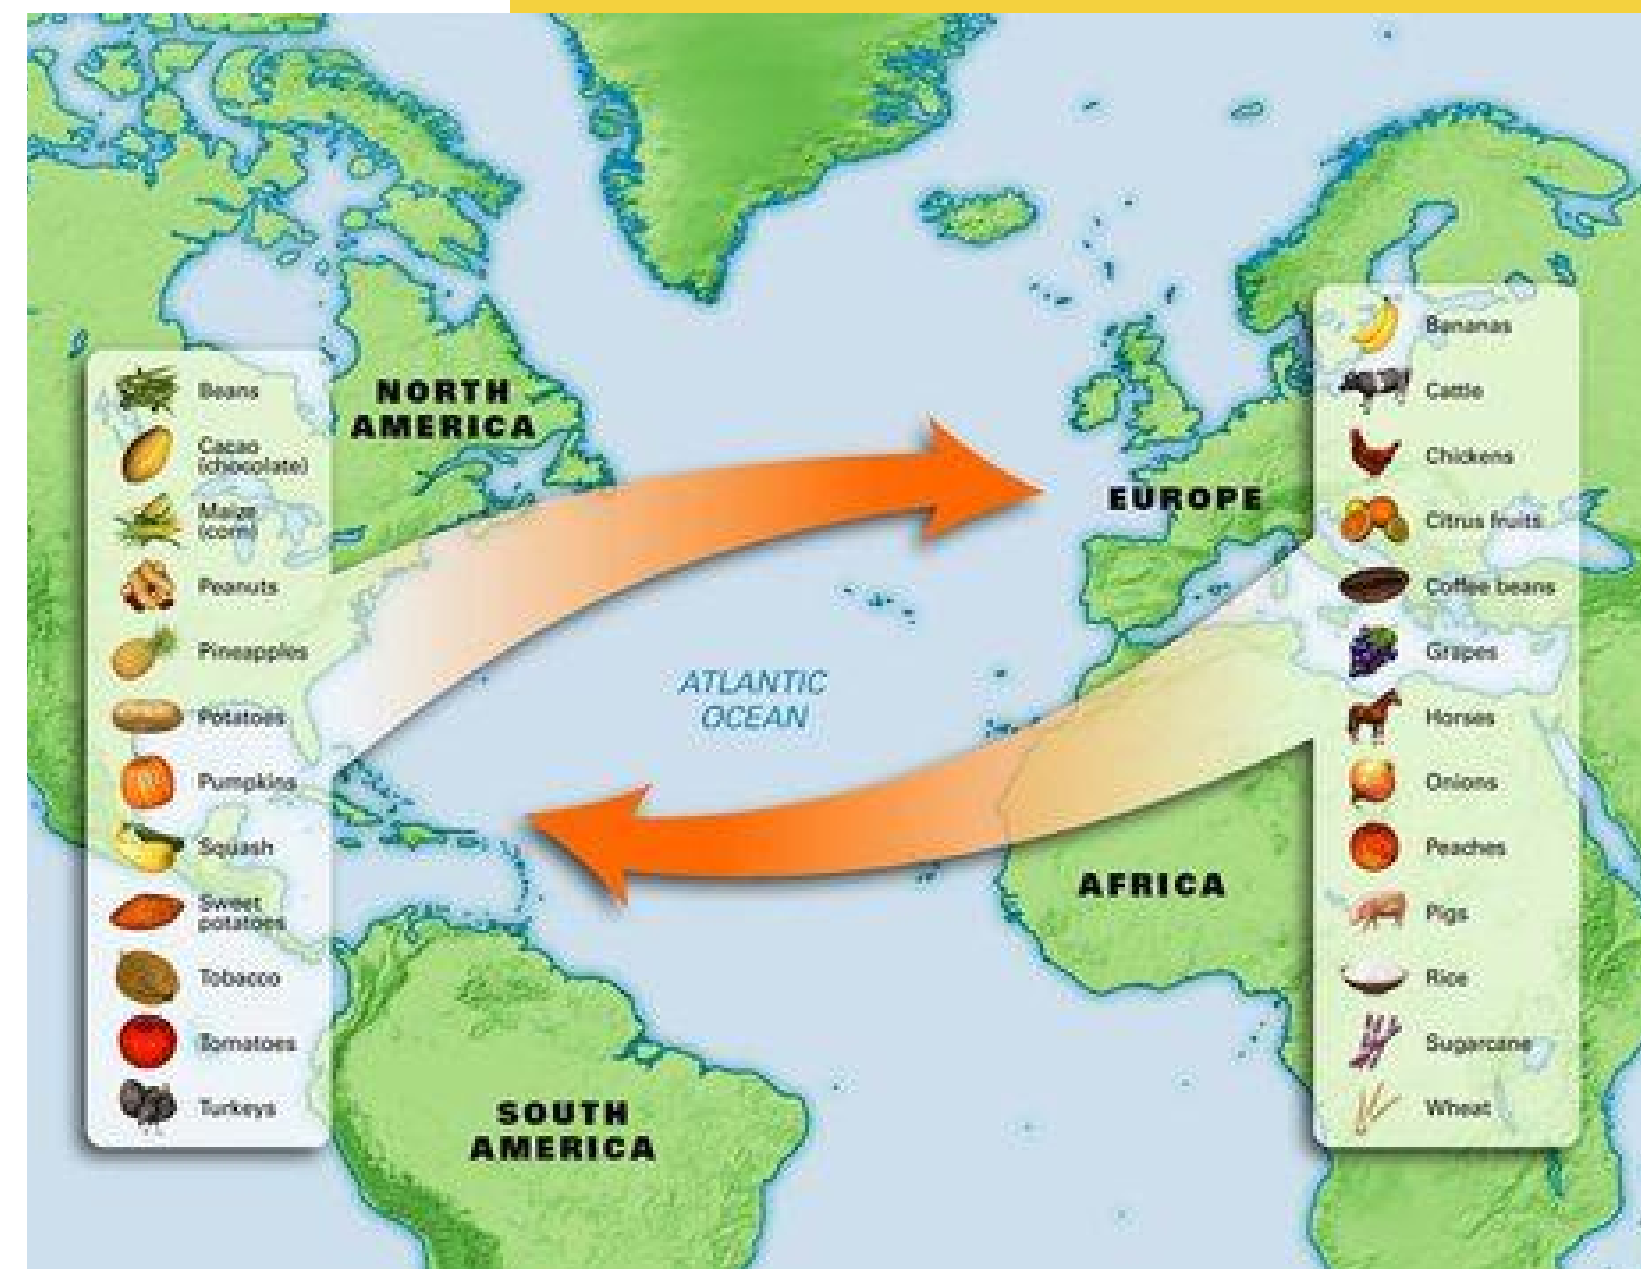 Beans
Cacao
(chocolate)
Maize
(corn)
Peanuts
Pineapples
Potatoes
Pumpkins
Squash
Sweet
potatoes
Tobacco
Tomatoes
Turkeys
NORTH
AMERICA
ATLANTIC
OCEAN
SOUTH
AMERICA
EUROPE
AFRICA
Bananas
Cattle
Chickens
Citrus fruits
Coffee beans
Grapes
Horses
Onions
Peaches
Pigs
Rice
Sugarcane
Wheat